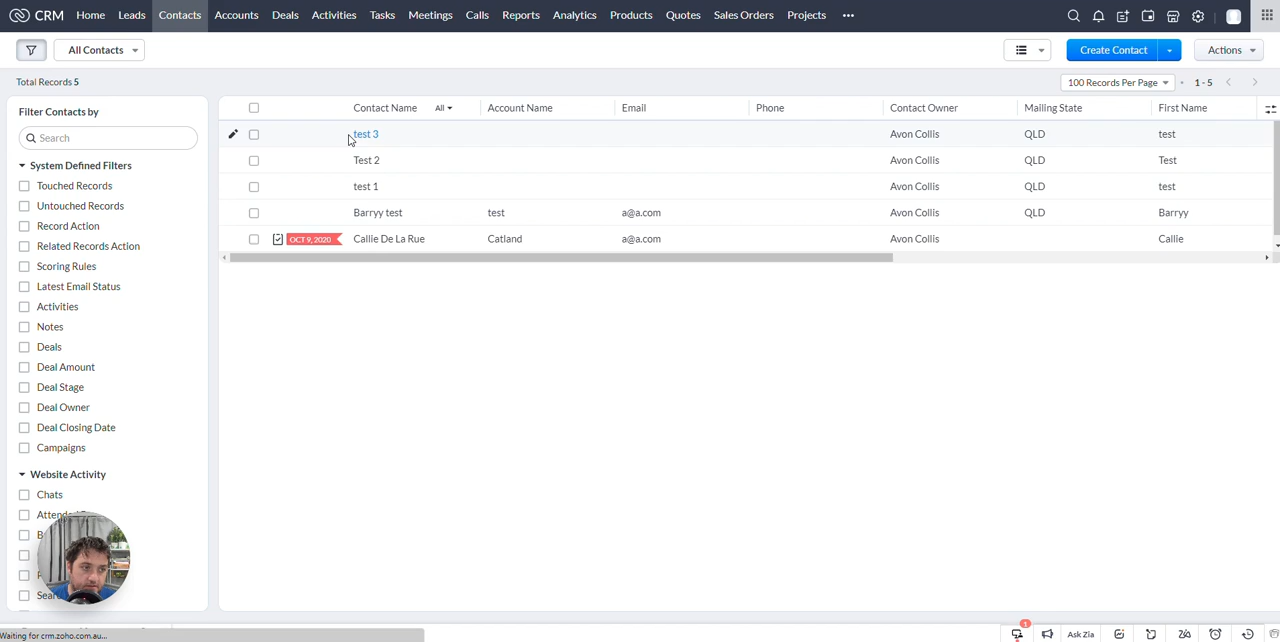 CRM Home Leads Contacts Accounts Deals Activities Tasks Meetings Calls Reports Analytics Products Quotes Sales Orders Projects •••
All Contacts Create Contact Actions
Total Records 5 100 Records Per Page • 1 - 5
Filter Contacts by
Search
System Defined Filters
Touched Records
Untouched Records
Record Action
Related Records Action
Scoring Rules
Latest Email Status
Activities
Notes
Deals
Deal Amount
Deal Stage
Deal Owner
Deal Closing Date
Campaigns
Website Activity
Chats
Contact Name All Account Name Email Phone Contact Owner Mailing State First Name
test 3 Avon Collis QLD test
Test 2 Avon Collis QLD Test
test 1 Avon Collis QLD test
Barryy test test a@a.com Avon Collis QLD Barryy
OCT 9, 2020 Callie De La Rue Catland a@a.com Avon Collis Callie
Waiting for crm.zoho.com.au...
1
Ask Zia